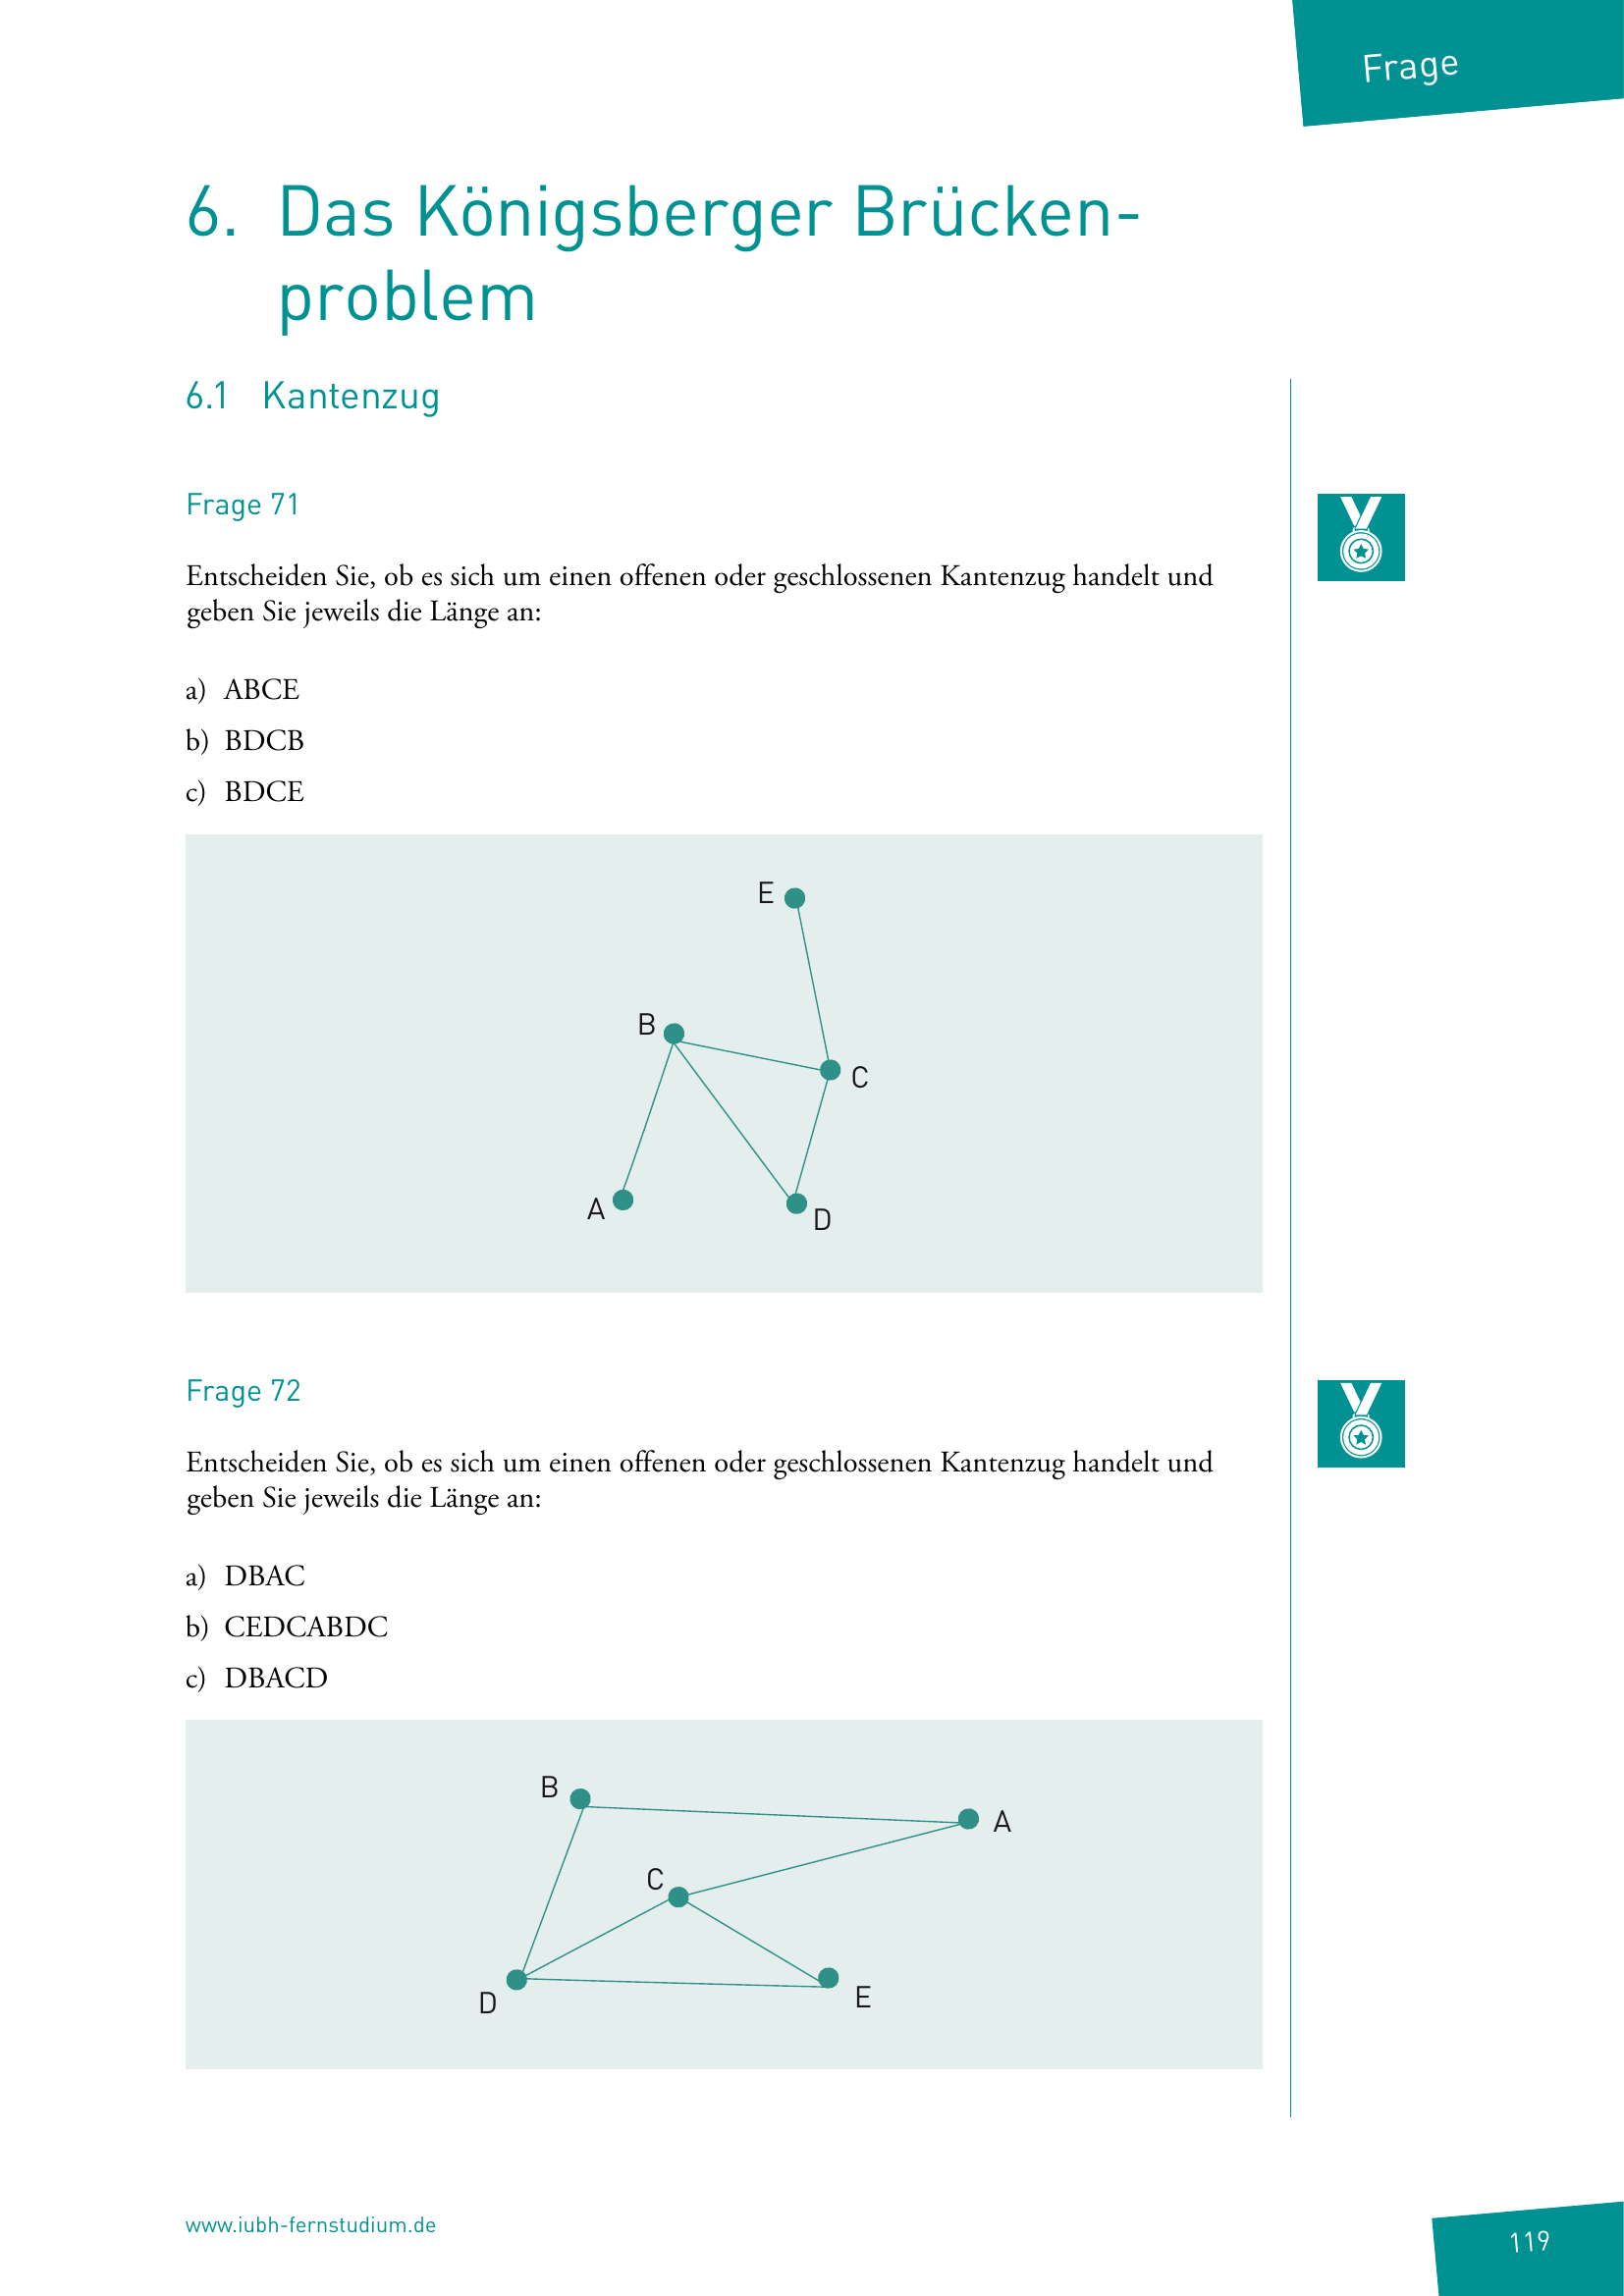 Frage
6. Das Königsberger Brücken-
problem
6.1 Kantenzug
Frage 71
Entscheiden Sie, ob es sich um einen offenen oder geschlossenen Kantenzug handelt und
geben Sie jeweils die Länge an:
a) ABCE
b) BDCB
c) BDCE
E
B
C
A
D
Frage 72
Entscheiden Sie, ob es sich um einen offenen oder geschlossenen Kantenzug handelt und
geben Sie jeweils die Länge an:
a) DBAC
b) CEDCABDC
c) DBACD
B
A
C
D
E
www.iubh-fernstudium.de
119